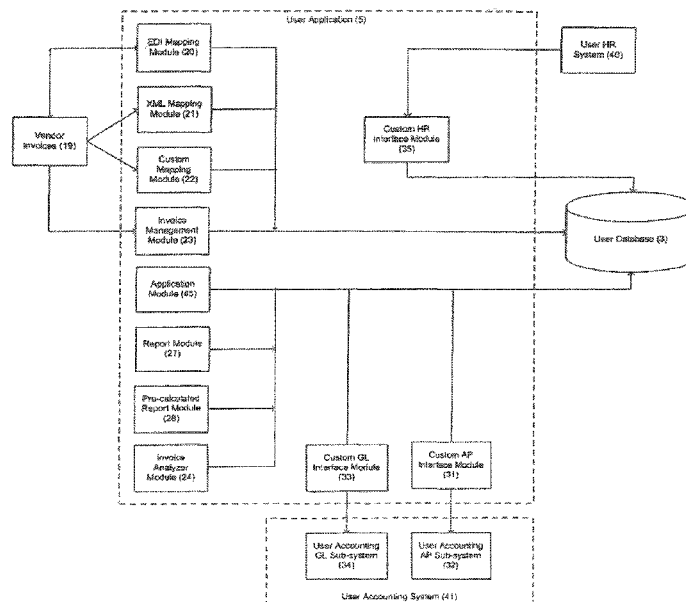 User Application (5)
EDI Mapping
Module (20)
User HR
System (40)
XML Mapping
Module (21)
Vendor
Invoices (19)
Custom HR
Interface Module
(35)
Custom
Mapping
Module (22)
Invoice
Management
Module (23)
User Database (3)
Application
Module (45)
Report Module
(27)
Pre-calculated
Report Module
(28)
Invoice
Analyzer
Module (24)
Custom GL
Interface Module
(33)
Custom AP
Interface Module
(31)
User Accounting
GL Sub-system
(34)
User Accounting
AP Sub-system
(32)
User Accounting System (41)